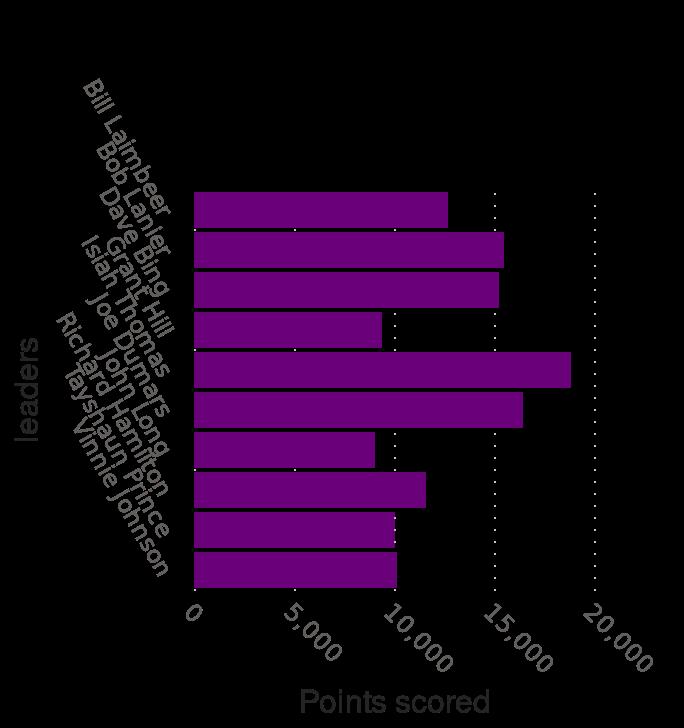 Bill Laimbeer
Bob Lanier
Dave Bing
Grant Hill
Isiah Thomas
Joe Dumars
John Long
Richard Hamilton
Tayshaun Prince
Vinnie Johnson
leaders
0
5,000
10,000
15,000
20,000
Points scored